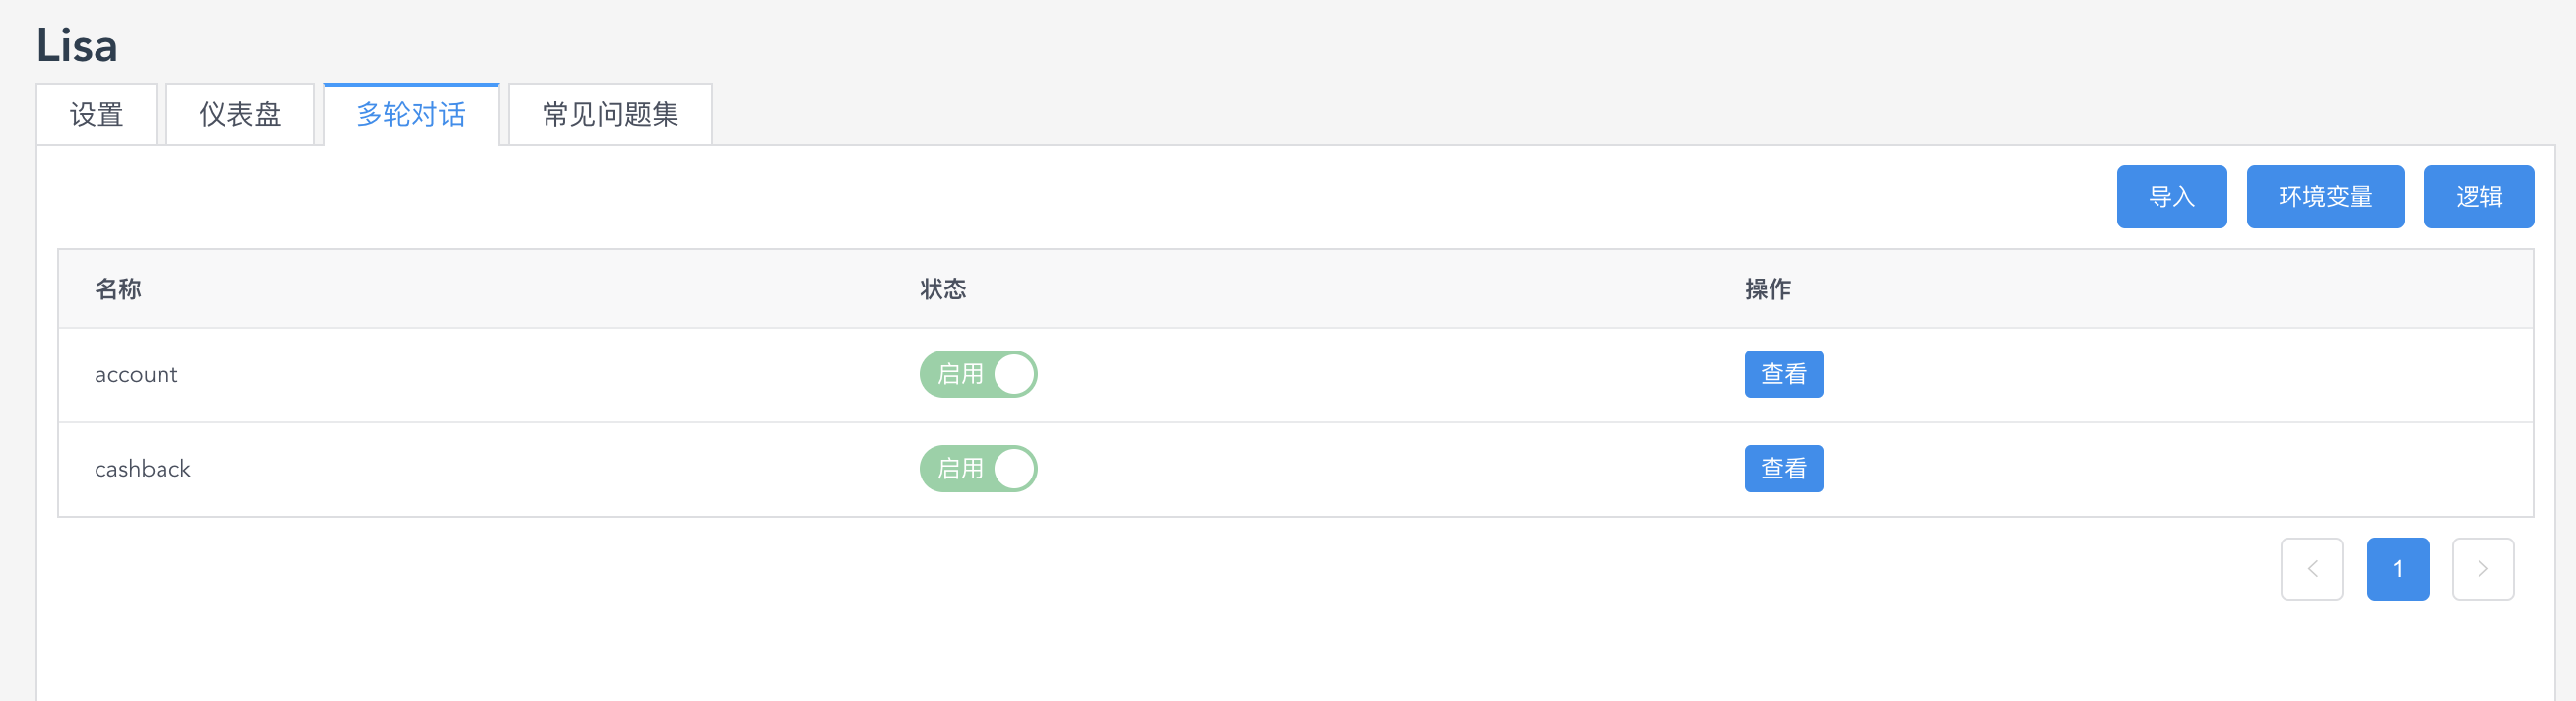 Lisa
设置 仪表盘 多轮对话 常见问题集
导入 环境变量 逻辑
名称 状态 操作
account 启用 查看
cashback 启用 查看
1